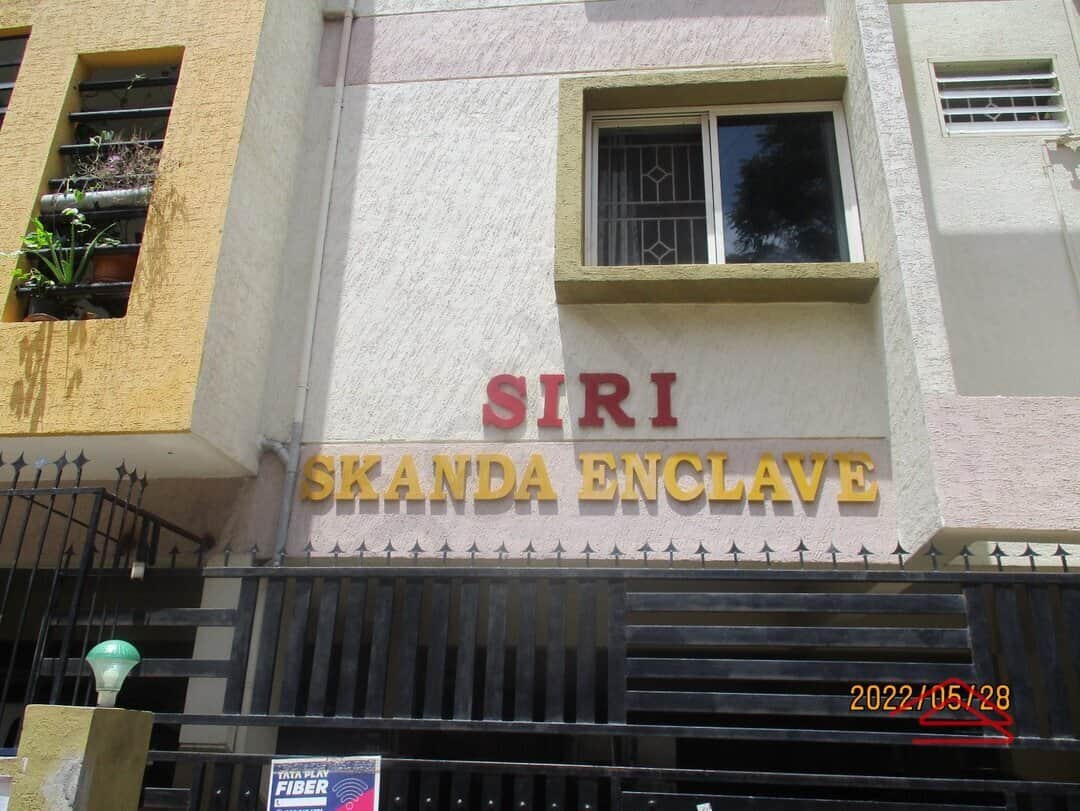 SIRI
SKANDA ENCLAVE
2022/05/28
TATA PLAY
FIBER